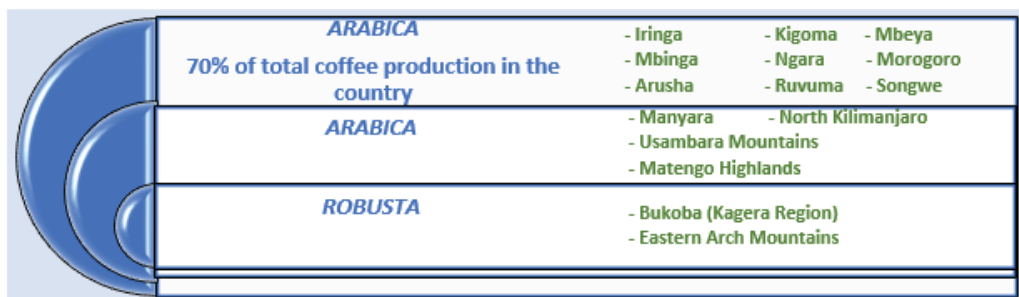 ARABICA
70% of total coffee production in the
country
- Iringa - Kigoma - Mbeya
- Mbinga - Ngara - Morogoro
- Arusha - Ruvuma - Songwe
ARABICA
- Manyara - North Kilimanjaro
- Usambara Mountains
- Matengo Highlands
ROBUSTA
- Bukoba (Kagera Region)
- Eastern Arch Mountains